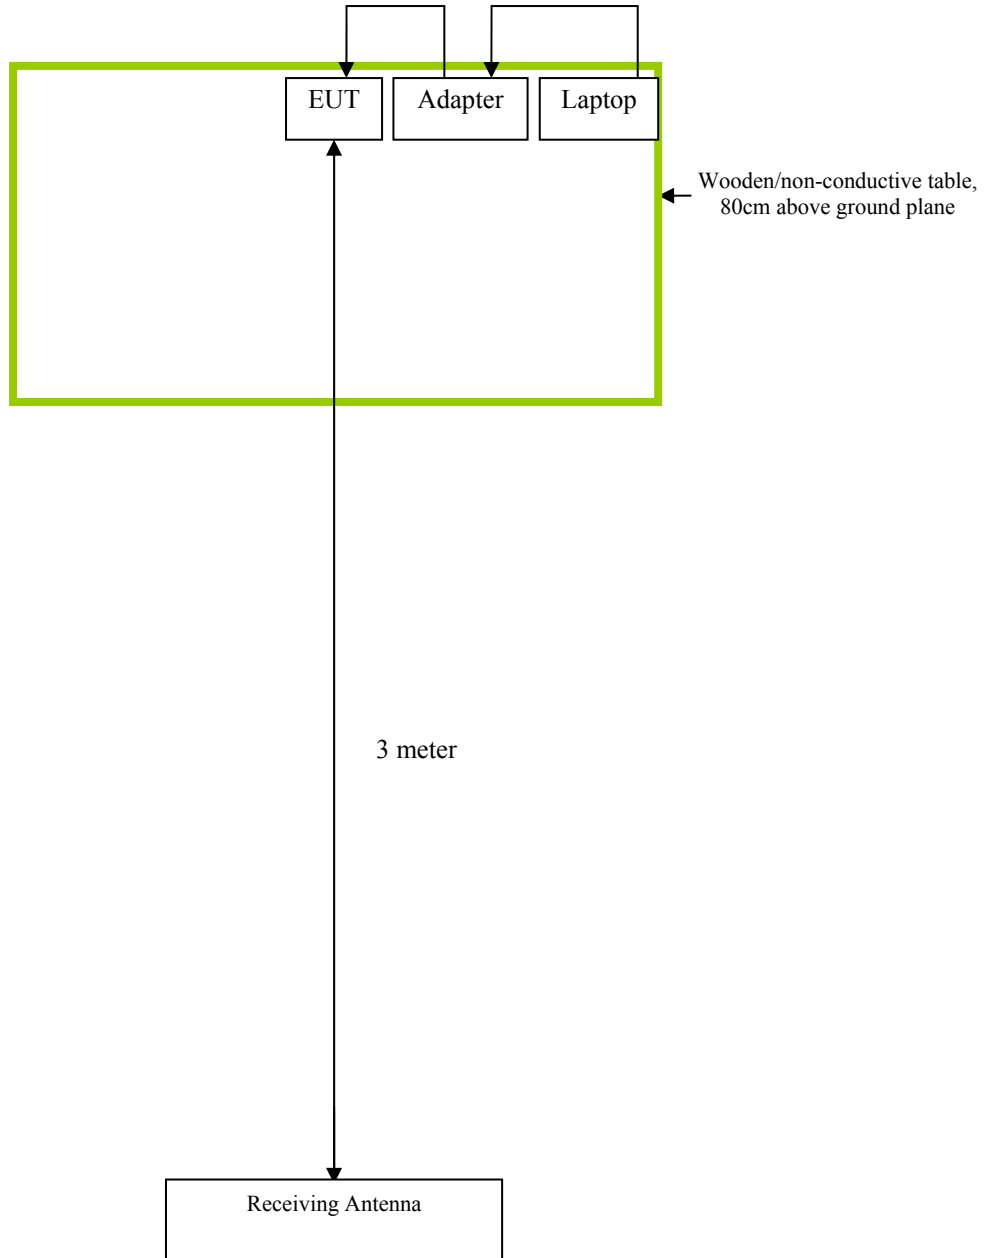 EUT
Adapter
Laptop
Wooden/non-conductive table,
80cm above ground plane
3 meter
Receiving Antenna